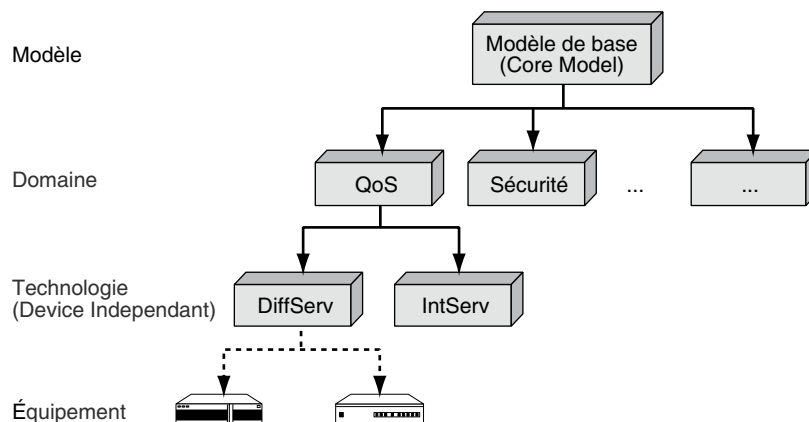 Modèle
Modèle de base
(Core Model)
Domaine
QoS
Sécurité
...
...
Technologie
(Device Independant)
DiffServ
IntServ
Équipement